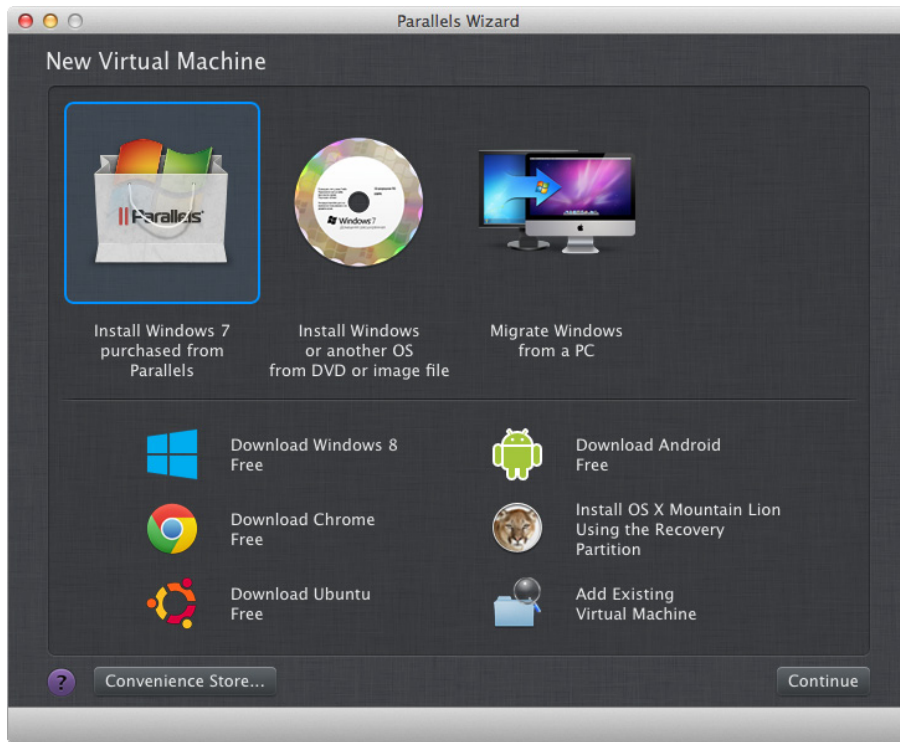 Parallels Wizard
New Virtual Machine
Parallels
Windows 7
Install Windows 7
purchased from
Parallels
Install Windows
or another OS
from DVD or image file
Migrate Windows
from a PC
Download Windows 8
Free
Download Android
Free
Download Chrome
Free
Install OS X Mountain Lion
Using the Recovery
Partition
Download Ubuntu
Free
Add Existing
Virtual Machine
?
Convenience Store...
Continue